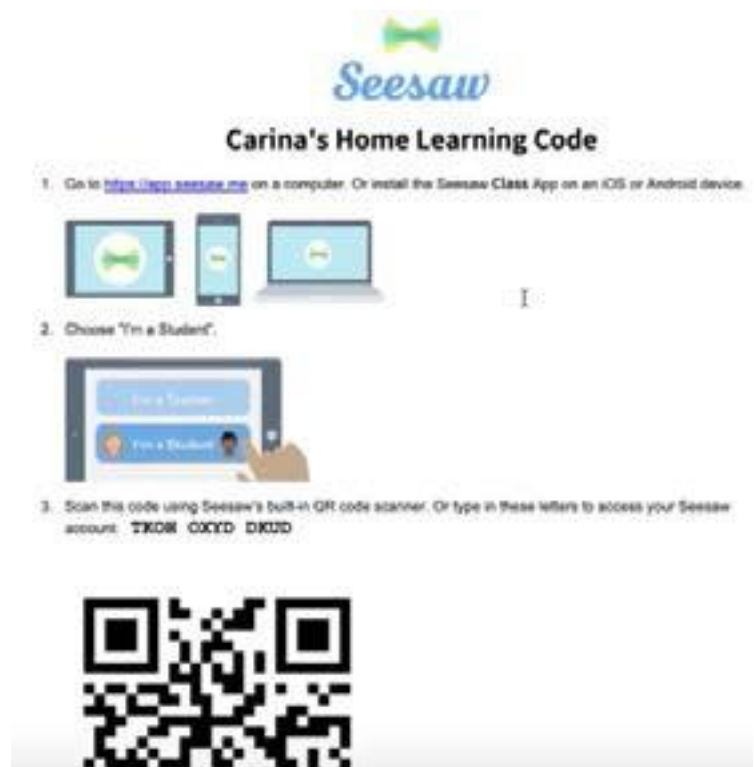 Seesaw
Carina's Home Learning Code
1. Go to https://app.seesaw.me on a computer. Or install the Seesaw Class App on an iOS or Android device.
2. Choose "I'm a Student".
I'm a Teacher
I'm a Student
3. Scan this code using Seesaw's built-in QR code scanner. Or type in these letters to access your Seesaw
account: OXYD DKUD